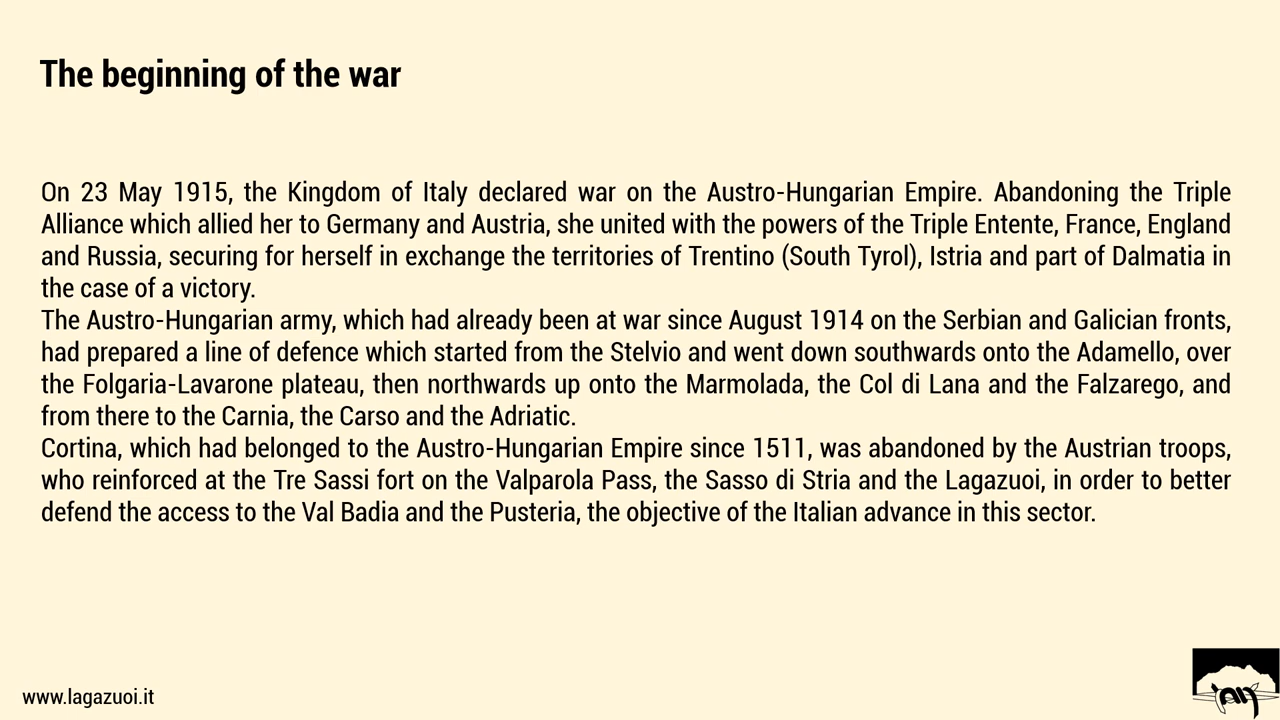 The beginning of the war
On 23 May 1915, the Kingdom of Italy declared war on the Austro-Hungarian Empire. Abandoning the Triple
Alliance which allied her to Germany and Austria, she united with the powers of the Triple Entente, France, England
and Russia, securing for herself in exchange the territories of Trentino (South Tyrol), Istria and part of Dalmatia in
the case of a victory.
The Austro-Hungarian army, which had already been at war since August 1914 on the Serbian and Galician fronts,
had prepared a line of defence which started from the Stelvio and went down southwards onto the Adamello, over
the Folgaria-Lavarone plateau, then northwards up onto the Marmolada, the Col di Lana and the Falzarego, and
from there to the Carnia, the Carso and the Adriatic.
Cortina, which had belonged to the Austro-Hungarian Empire since 1511, was abandoned by the Austrian troops,
who reinforced at the Tre Sassi fort on the Valparola Pass, the Sasso di Stria and the Lagazuoi, in order to better
defend the access to the Val Badia and the Pusteria, the objective of the Italian advance in this sector.
www.lagazuoi.it